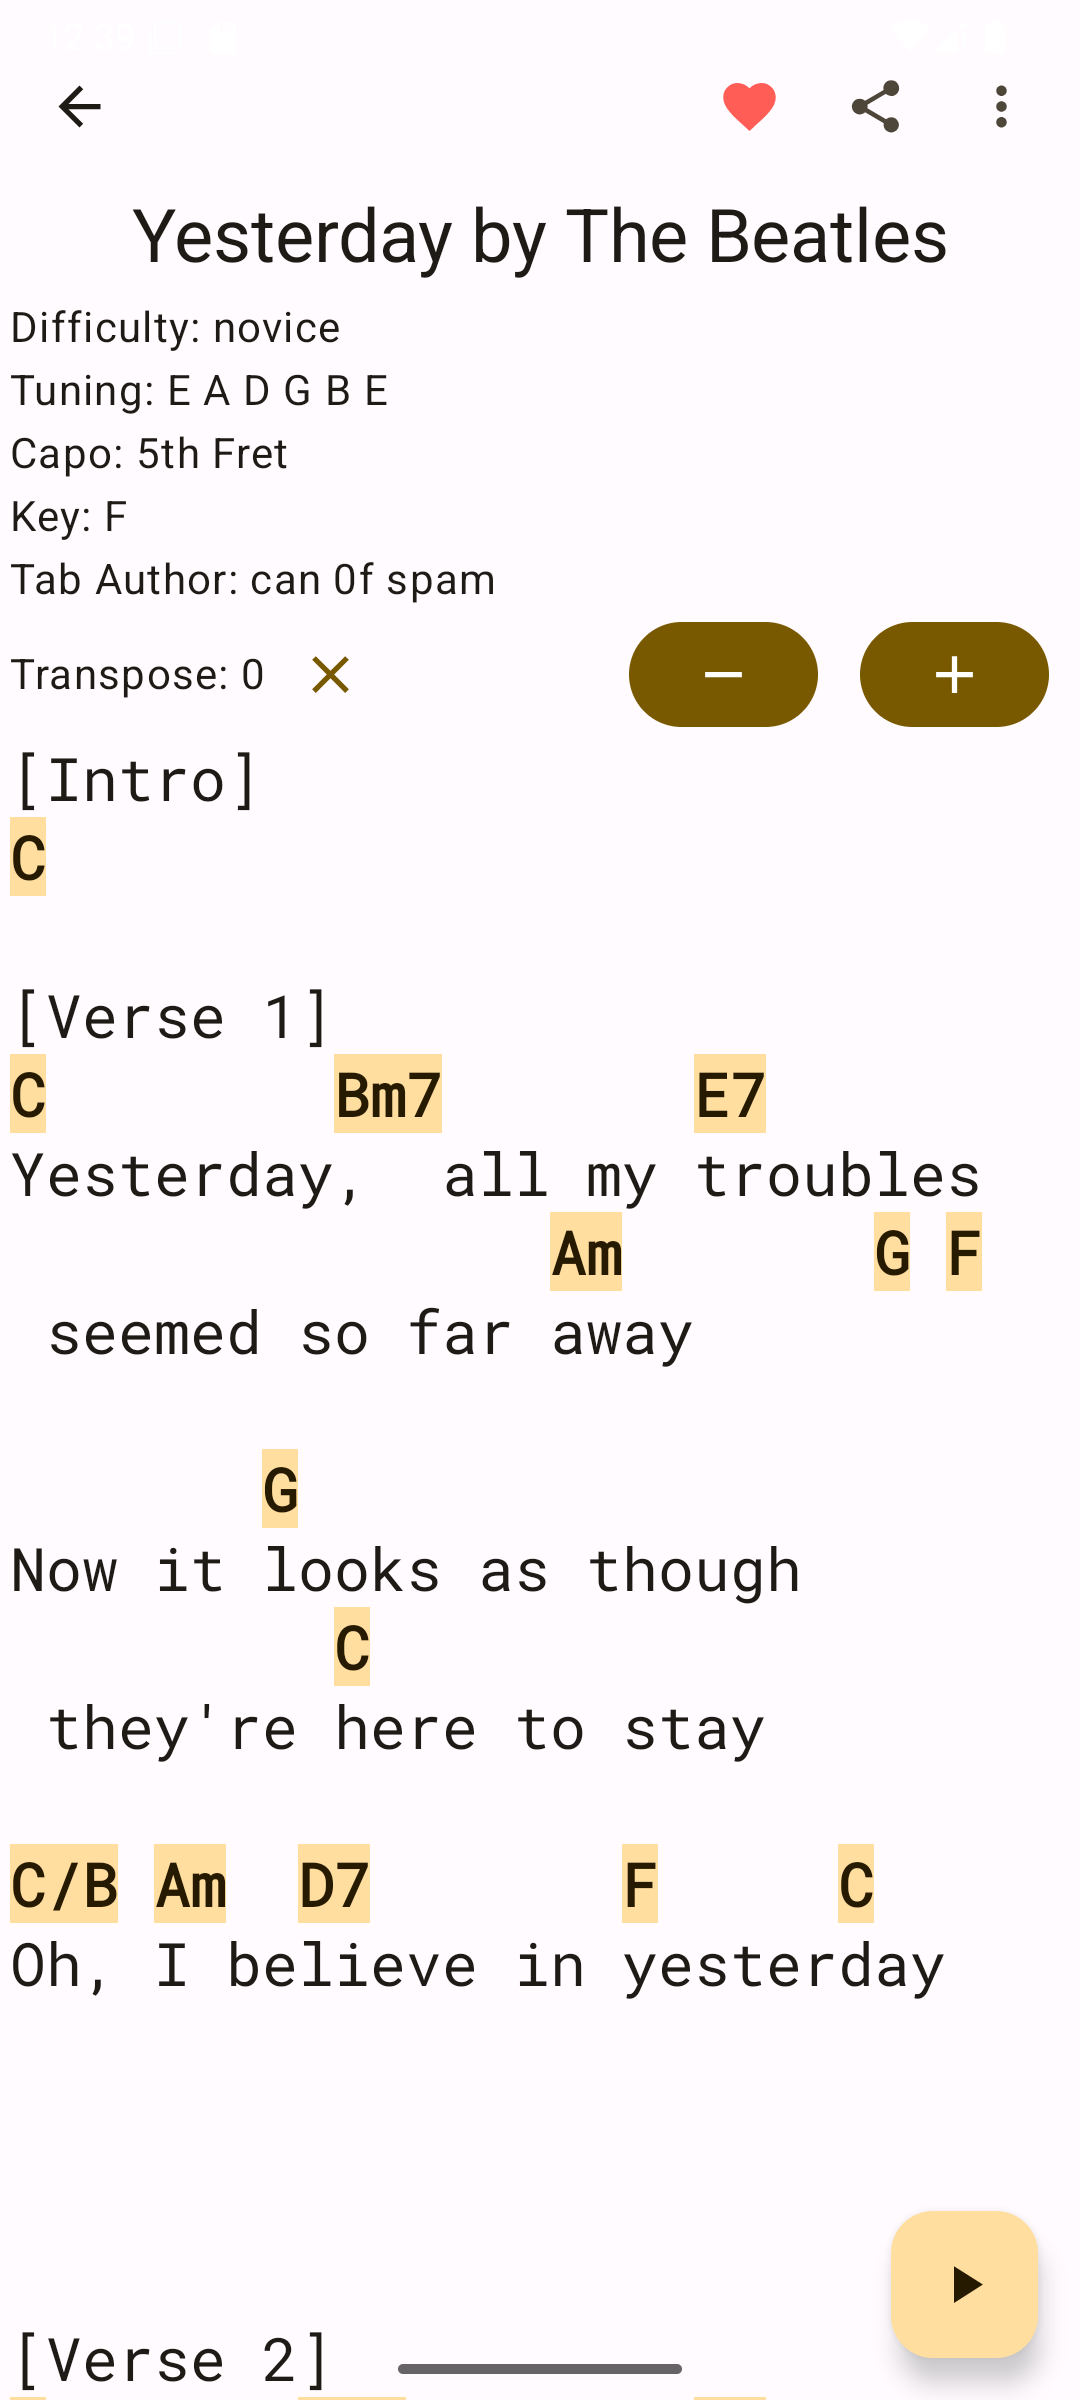 Yesterday by The Beatles
Difficulty: novice
Tuning: E A D G B E
Capo: 5th Fret
Key: F
Tab Author: can 0f spam
Transpose: 0
[Intro]
C
[Verse 1]
C Bm7 E7
Yesterday, all my troubles
Am G F
seemed so far away
G
Now it looks as though
C
they're here to stay
C/B Am D7 F C
Oh, I believe in yesterday
[Verse 2]